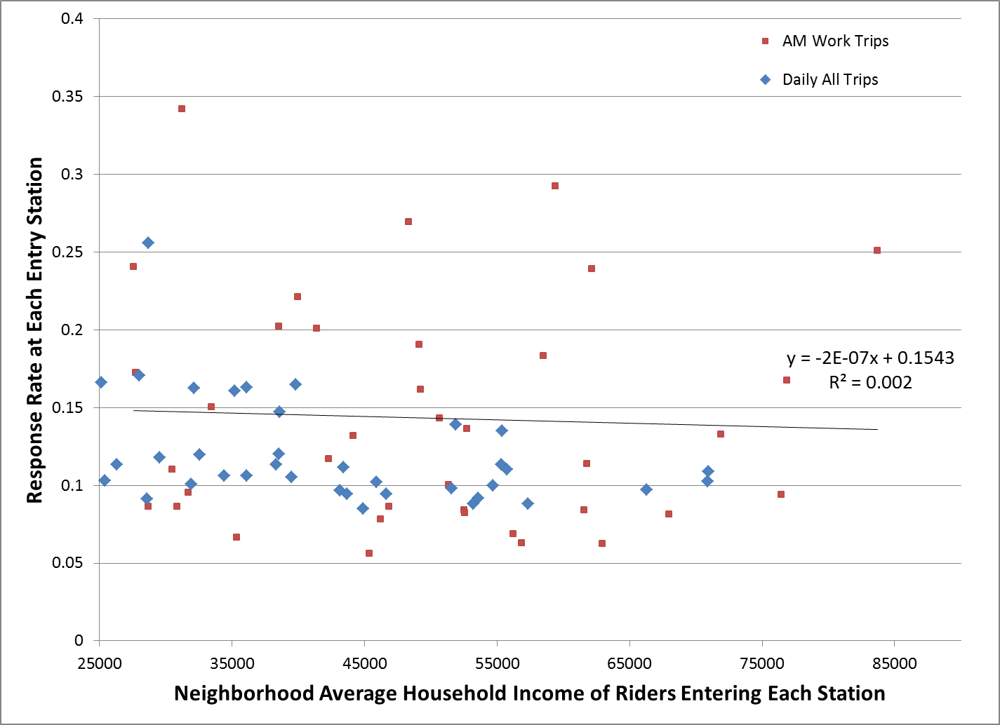 0.4
0.35
0.3
0.25
0.2
0.15
0.1
0.05
0
Response Rate at Each Entry Station
AM Work Trips
Daily All Trips
y = -2E-07x + 0.1543
R² = 0.002
25000 35000 45000 55000 65000 75000 85000
Neighborhood Average Household Income of Riders Entering Each Station